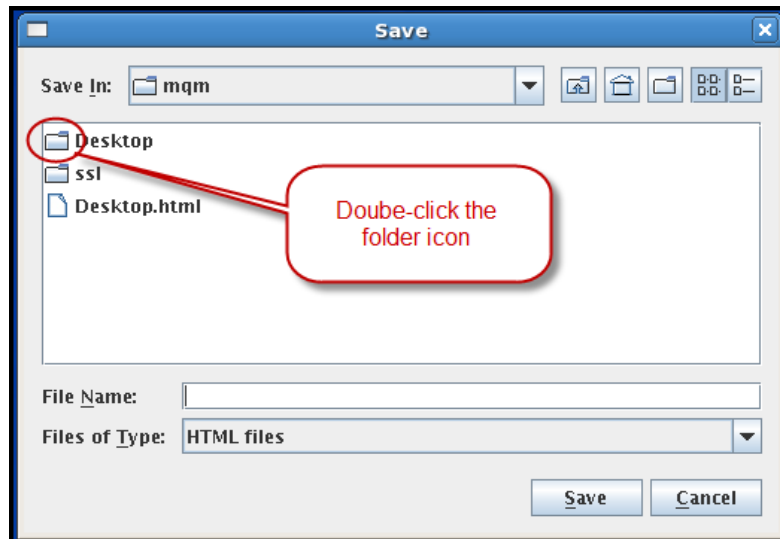 Save
Save In: mqm
Desktop
ssl
Desktop.html
Doube-click the
folder icon
File Name:
Files of Type: HTML files
Save Cancel